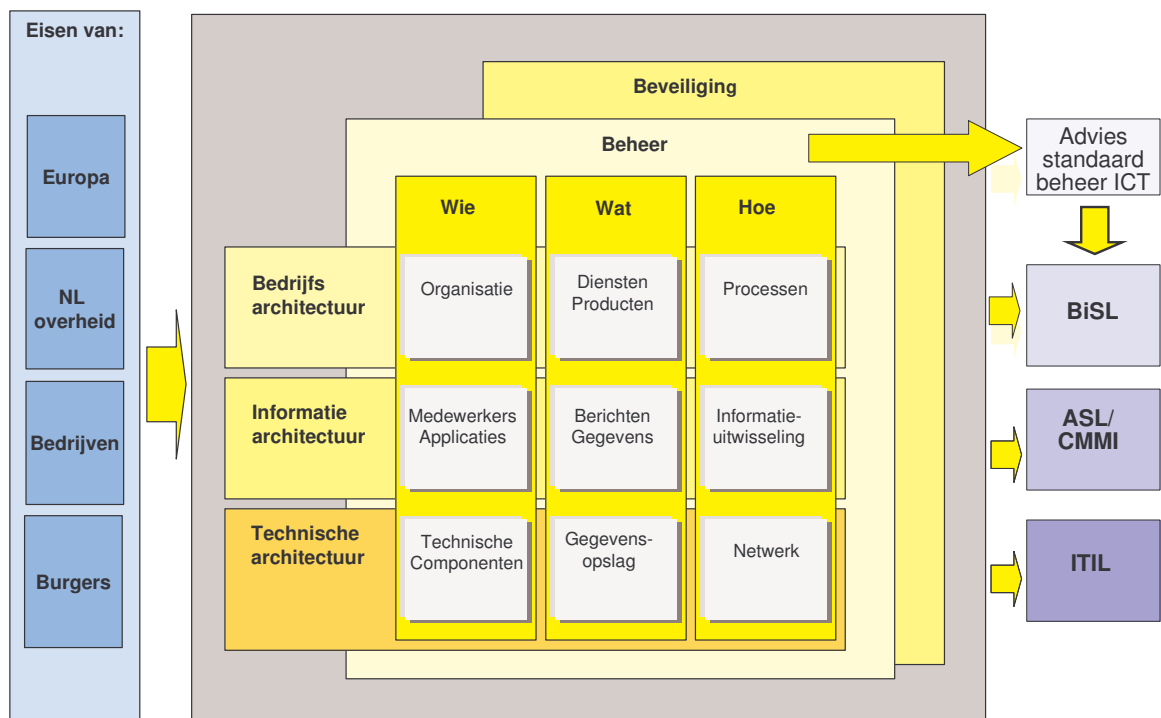 Eisen van:
Europa
NL
overheid
Bedrijven
Burgers
Beveiliging
Beheer
Wie
Wat
Hoe
Bedrijfs
architectuur
Organisatie
Diensten
Producten
Processen
Informatie
architectuur
Medewerkers
Applicaties
Berichten
Gegevens
Informatie-
uitwisseling
Technische
architectuur
Technische
Componenten
Gegevens-
opslag
Netwerk
Advies
standaard
beheer ICT
BiSL
ASL/
CMMI
ITIL